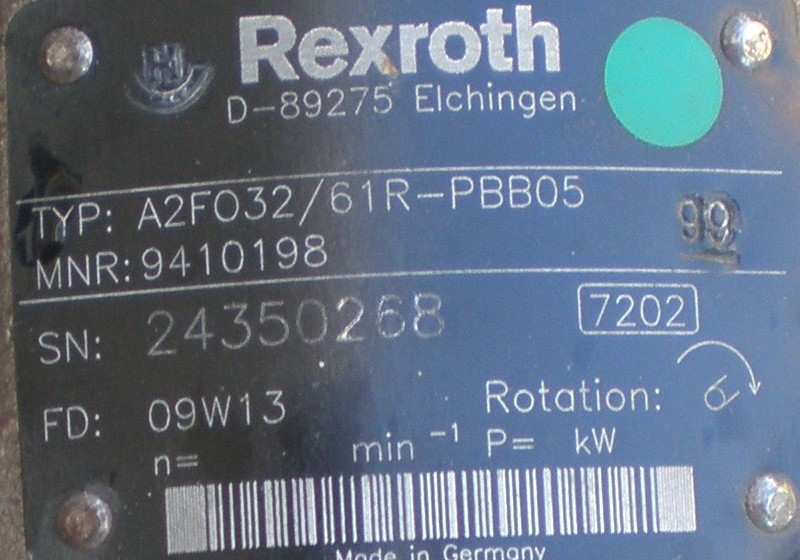 Rexroth
D-89275 Elchingen
TYP: A2FO32/61R-PBB05
99
MNR: 9410198
SN: 24350268
7202
FD: 09W13
Rotation:
n= min⁻¹ P= kW
Made in Germany